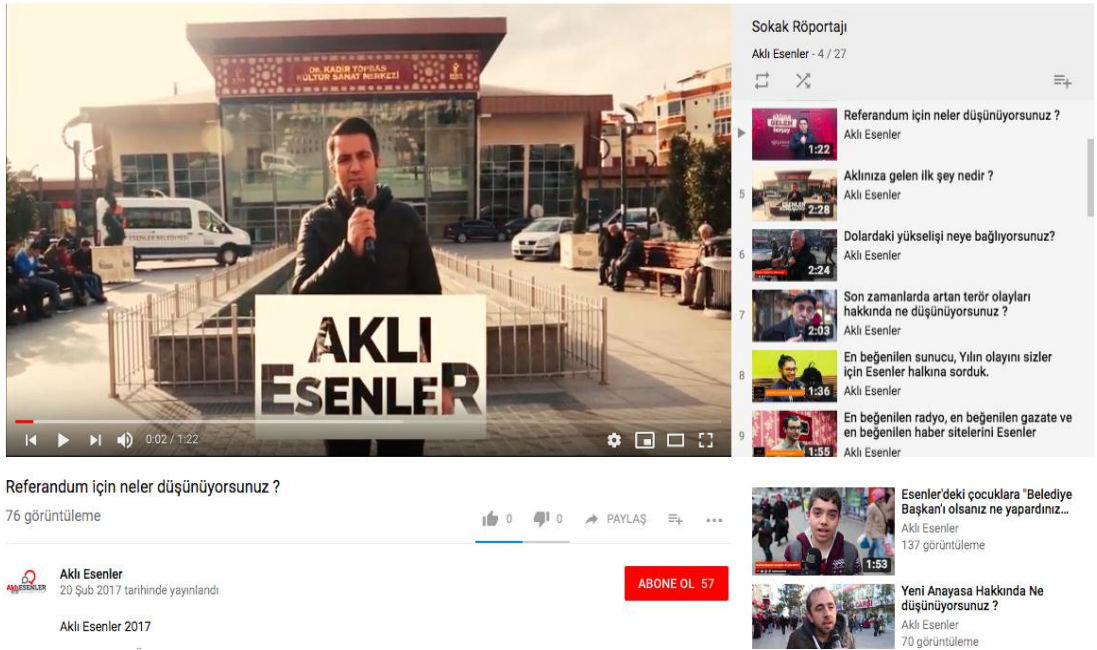 DR. KADİR TOPBAŞ
KÜLTÜR SANAT MERKEZİ
ESENLER BELEDİYESİ
AKLI
ESENLER
0:02 / 1:22
Referandum için neler düşünüyorsunuz ?
76 görüntüleme
0
0
PAYLAŞ
AKLIESENLER
Aklı Esenler
20 Şub 2017 tarihinde yayınlandı
ABONE OL 57
Aklı Esenler 2017
Sokak Röportajı
Aklı Esenler - 4 / 27
aklına
GELEN
herşey
1:22
Referandum için neler düşünüyorsunuz ?
Aklı Esenler
5
ESENLER
2:28
Aklınıza gelen ilk şey nedir ?
Aklı Esenler
6
2:24
Dolardaki yükselişi neye bağlıyorsunuz?
Aklı Esenler
7
2:03
Son zamanlarda artan terör olayları
hakkında ne düşünüyorsunuz ?
Aklı Esenler
8
1:36
En beğenilen sunucu, Yılın olayını sizler
için Esenler halkına sorduk.
Aklı Esenler
9
1:55
En beğenilen radyo, en beğenilen gazate ve
en beğenilen haber sitelerini Esenler
Aklı Esenler
1:53
Esenler'deki çocuklara "Belediye
Başkan'ı olsanız ne yapardınız...
Aklı Esenler
137 görüntüleme
Yeni Anayasa Hakkında Ne
düşünüyorsunuz ?
Aklı Esenler
70 görüntüleme